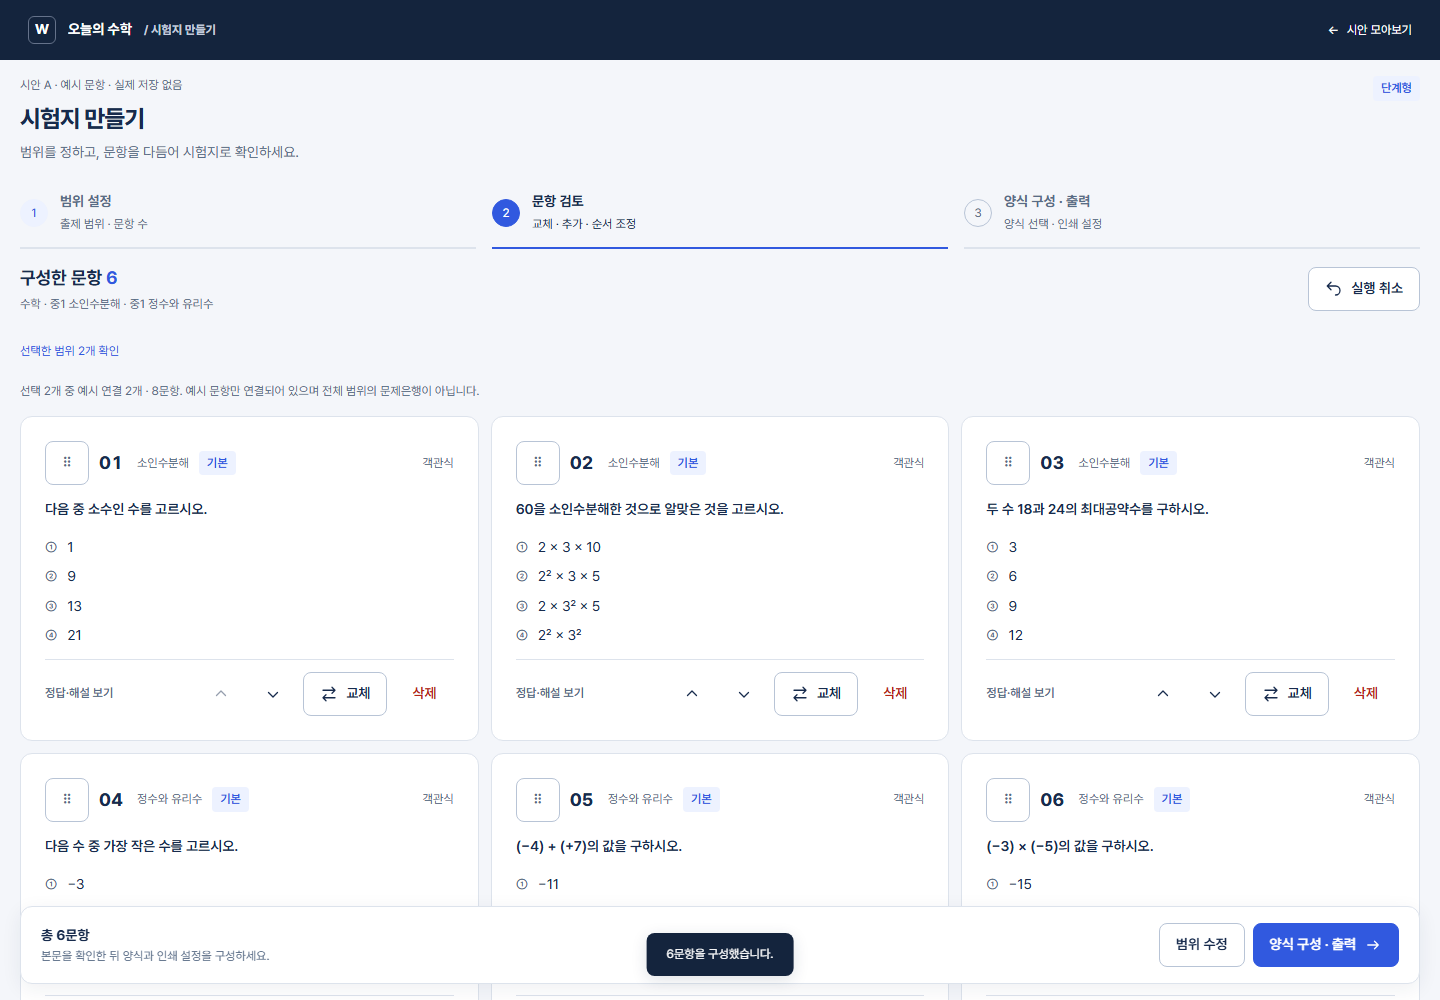 W 오늘의 수학 / 시험지 만들기
← 시안 모아보기
시안 A · 예시 문항 · 실제 저장 없음
단계형
시험지 만들기
범위를 정하고, 문항을 다듬어 시험지로 확인하세요.
1 범위 설정
출제 범위 · 문항 수
2 문항 검토
교체 · 추가 · 순서 조정
3 양식 구성 · 출력
양식 선택 · 인쇄 설정
구성한 문항 6
수학 · 중1 소인수분해 · 중1 정수와 유리수
실행 취소
선택한 범위 2개 확인
선택 2개 중 예시 연결 2개 · 8문항. 예시 문항만 연결되어 있으며 전체 범위의 문제은행이 아닙니다.
01 소인수분해 기본 객관식
다음 중 소수인 수를 고르시오.
① 1
② 9
③ 13
④ 21
정답·해설 보기 교체 삭제
02 소인수분해 기본 객관식
60을 소인수분해한 것으로 알맞은 것을 고르시오.
① 2 × 3 × 10
② 2² × 3 × 5
③ 2 × 3² × 5
④ 2² × 3²
정답·해설 보기 교체 삭제
03 소인수분해 기본 객관식
두 수 18과 24의 최대공약수를 구하시오.
① 3
② 6
③ 9
④ 12
정답·해설 보기 교체 삭제
04 정수와 유리수 기본 객관식
다음 수 중 가장 작은 수를 고르시오.
① −3
05 정수와 유리수 기본 객관식
(−4) + (+7)의 값을 구하시오.
① −11
06 정수와 유리수 기본 객관식
(−3) × (−5)의 값을 구하시오.
① −15
총 6문항
본문을 확인한 뒤 양식과 인쇄 설정을 구성하세요.
6문항을 구성했습니다.
범위 수정
양식 구성 · 출력 →